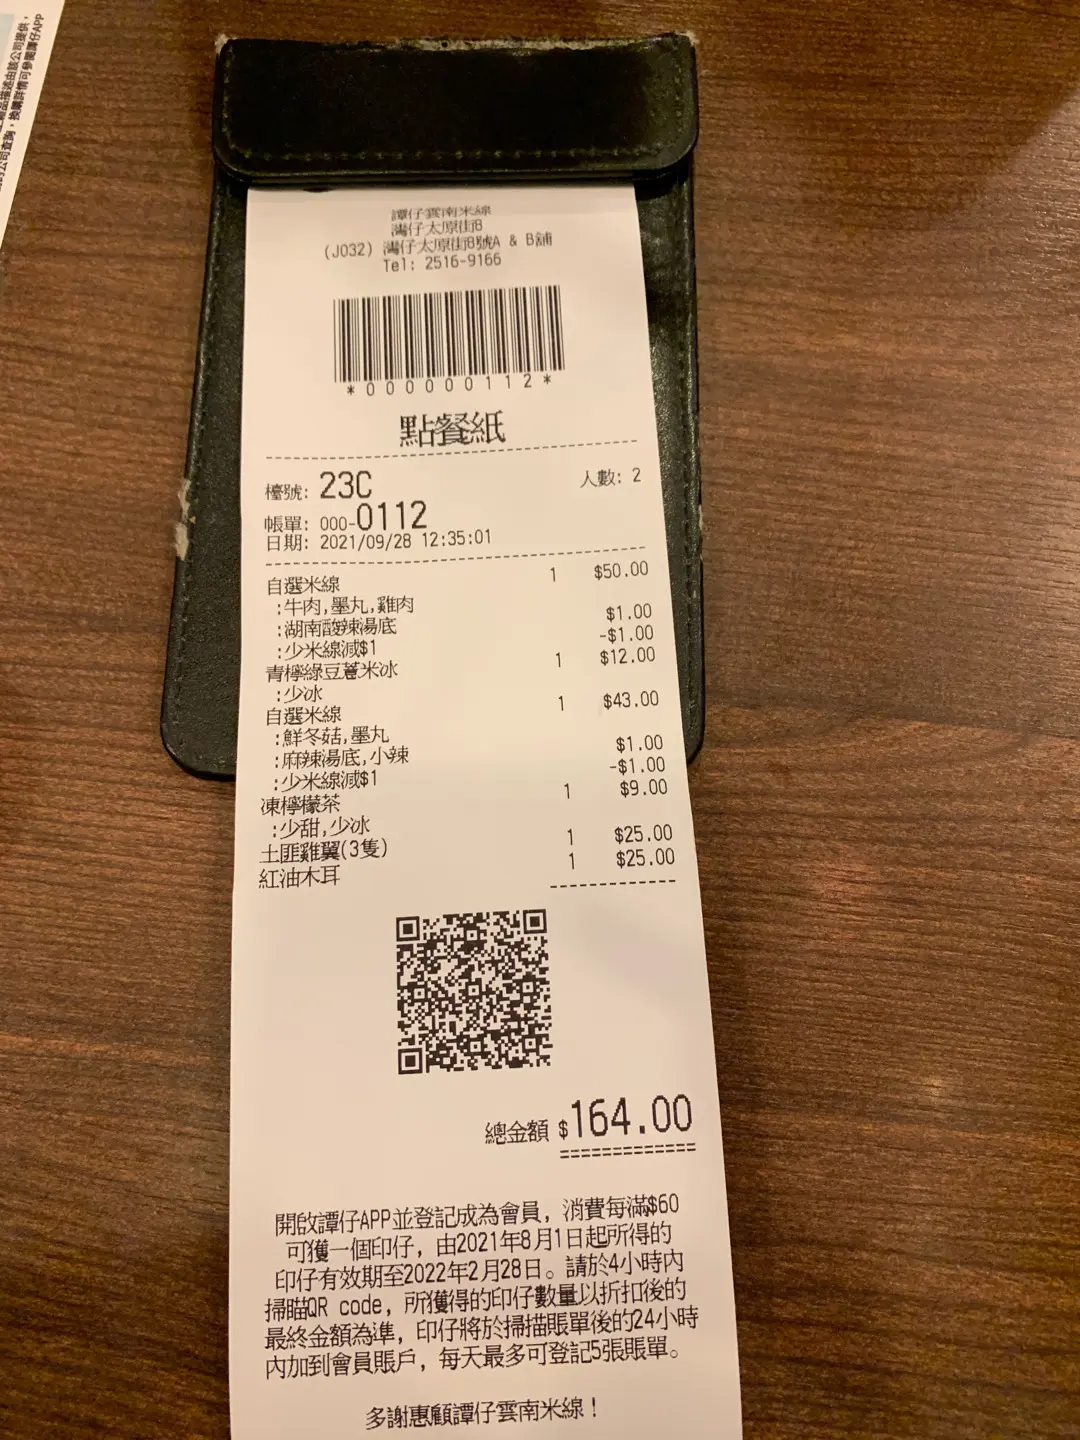 譚仔雲南米線
灣仔太原街8
(J032) 灣仔太原街8號A & B舖
Tel: 2516-9166
*000000112*
點餐紙
檯號: 23C 人數: 2
帳單: 000-0112
日期: 2021/09/28 12:35:01
自選米線 1 $50.00
:牛肉,墨丸,雞肉
:湖南酸辣湯底 $1.00
:少米線減$1 -$1.00
青檸綠豆薏米冰 1 $12.00
:少冰
自選米線 1 $43.00
:鮮冬菇,墨丸
:麻辣湯底,小辣 $1.00
:少米線減$1 -$1.00
凍檸檬茶 1 $9.00
:少甜,少冰
土匪雞翼(3隻) 1 $25.00
紅油木耳 1 $25.00
總金額 $164.00
開啟譚仔APP並登記成為會員, 消費每滿$60
可獲一個印仔, 由2021年8月1日起所得的
印仔有效期至2022年2月28日。請於4小時內
掃瞄QR code, 所獲得的印仔數量以折扣後的
最終金額為準, 印仔將於掃描賬單後的24小時
內加到會員賬戶, 每天最多可登記5張賬單。
多謝惠顧譚仔雲南米線!